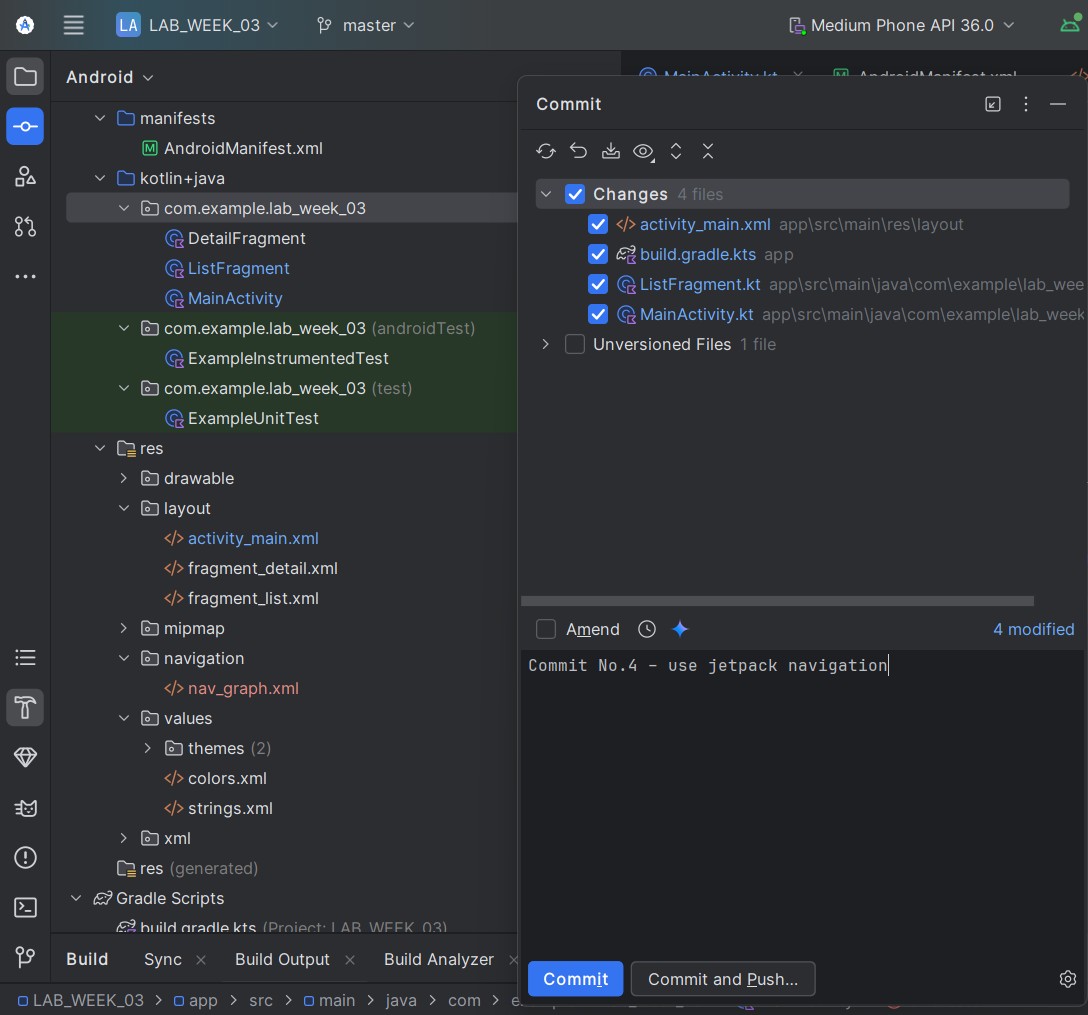 LA LAB_WEEK_03 master Medium Phone API 36.0
Android
MainActivity.kt AndroidManifest.xml
manifests
M AndroidManifest.xml
kotlin+java
com.example.lab_week_03
DetailFragment
ListFragment
MainActivity
com.example.lab_week_03 (androidTest)
ExampleInstrumentedTest
com.example.lab_week_03 (test)
ExampleUnitTest
res
drawable
layout
activity_main.xml
fragment_detail.xml
fragment_list.xml
mipmap
navigation
nav_graph.xml
values
themes (2)
colors.xml
strings.xml
xml
res (generated)
Gradle Scripts
build.gradle.kts (Project: LAB_WEEK_03)
Commit
Changes 4 files
activity_main.xml app\src\main\res\layout
build.gradle.kts app
ListFragment.kt app\src\main\java\com\example\lab_wee
MainActivity.kt app\src\main\java\com\example\lab_week
Unversioned Files 1 file
Amend 4 modified
Commit No.4 - use jetpack navigation
Commit Commit and Push...
Build Sync Build Output Build Analyzer
LAB_WEEK_03 > app > src > main > java > com >